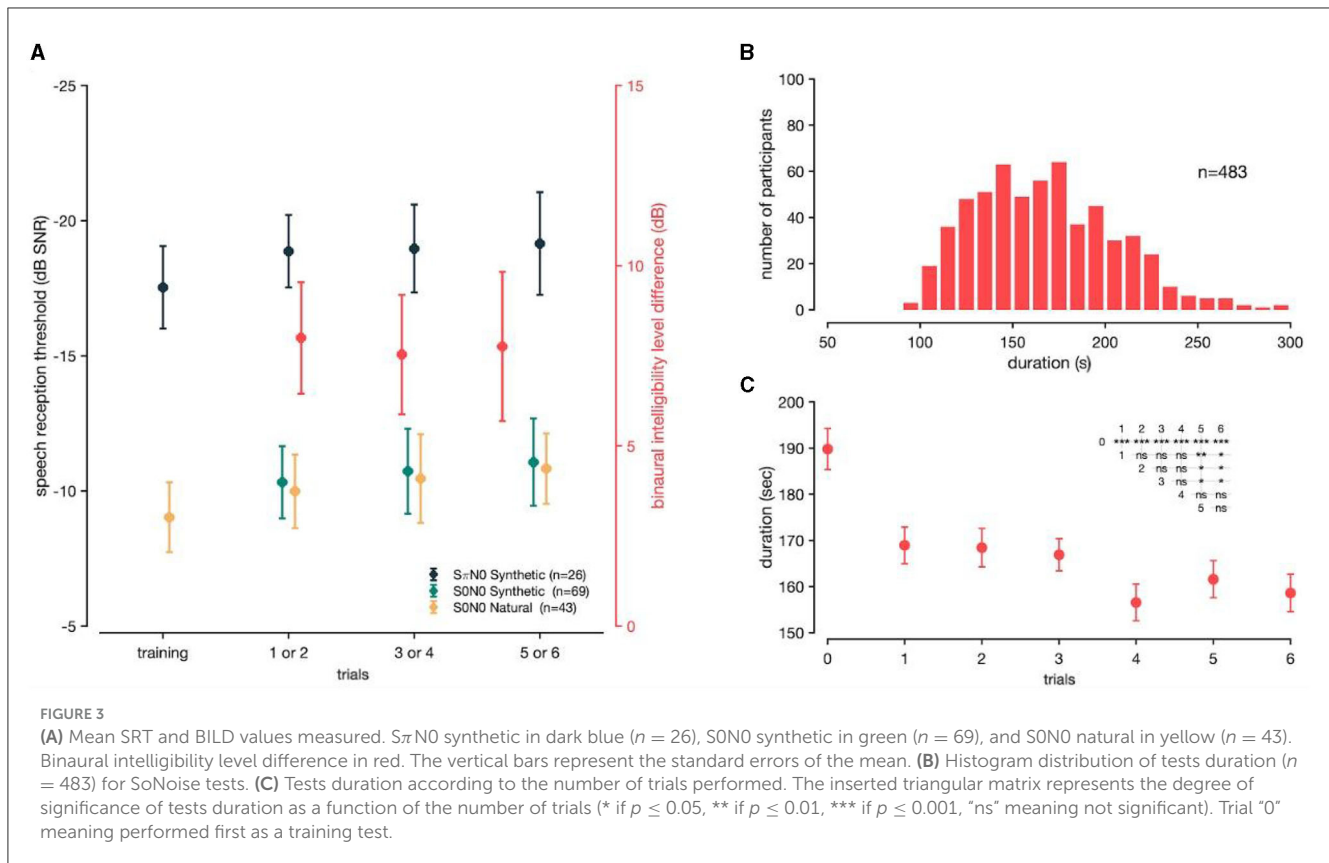 A
-25
-20
-15
-10
-5
speech reception threshold (dB SNR)
15
10
5
0
binaural intelligibility level difference (dB)
SπN0 Synthetic (n=26)
S0N0 Synthetic (n=69)
S0N0 Natural (n=43)
training 1 or 2 3 or 4 5 or 6
trials
B
100
80
60
40
20
0
number of participants
n=483
50 100 150 200 250 300
duration (s)
C
200
190
180
170
160
150
duration (sec)
1 2 3 4 5 6
0 *** *** *** *** *** ***
1 ns ns ns ** *
2 ns ns * *
3 ns * *
4 ns ns
5 ns
0 1 2 3 4 5 6
trials
FIGURE 3
(A) Mean SRT and BILD values measured. SπN0 synthetic in dark blue (n = 26), S0N0 synthetic in green (n = 69), and S0N0 natural in yellow (n = 43).
Binaural intelligibility level difference in red. The vertical bars represent the standard errors of the mean. (B) Histogram distribution of tests duration (n
= 483) for SoNoise tests. (C) Tests duration according to the number of trials performed. The inserted triangular matrix represents the degree of
significance of tests duration as a function of the number of trials (* if p ≤ 0.05, ** if p ≤ 0.01, *** if p ≤ 0.001, "ns" meaning not significant). Trial "0"
meaning performed first as a training test.